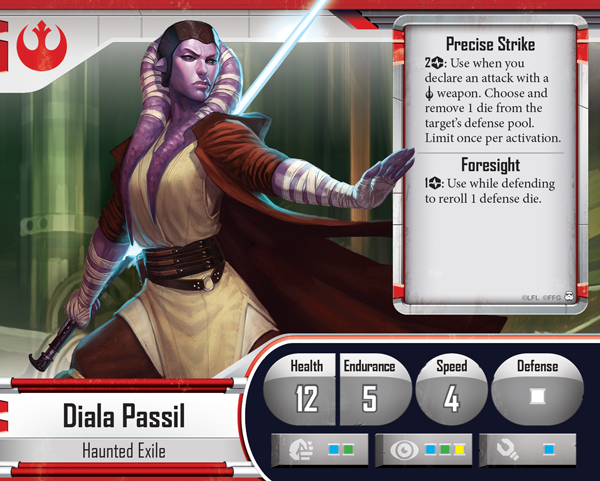 Precise Strike
2: Use when you
declare an attack with a
weapon. Choose and
remove 1 die from the
target's defense pool.
Limit once per activation.
Foresight
1: Use while defending
to reroll 1 defense die.
©LFL ©FFG
Health
12
Endurance
5
Speed
4
Defense
Diala Passil
Haunted Exile